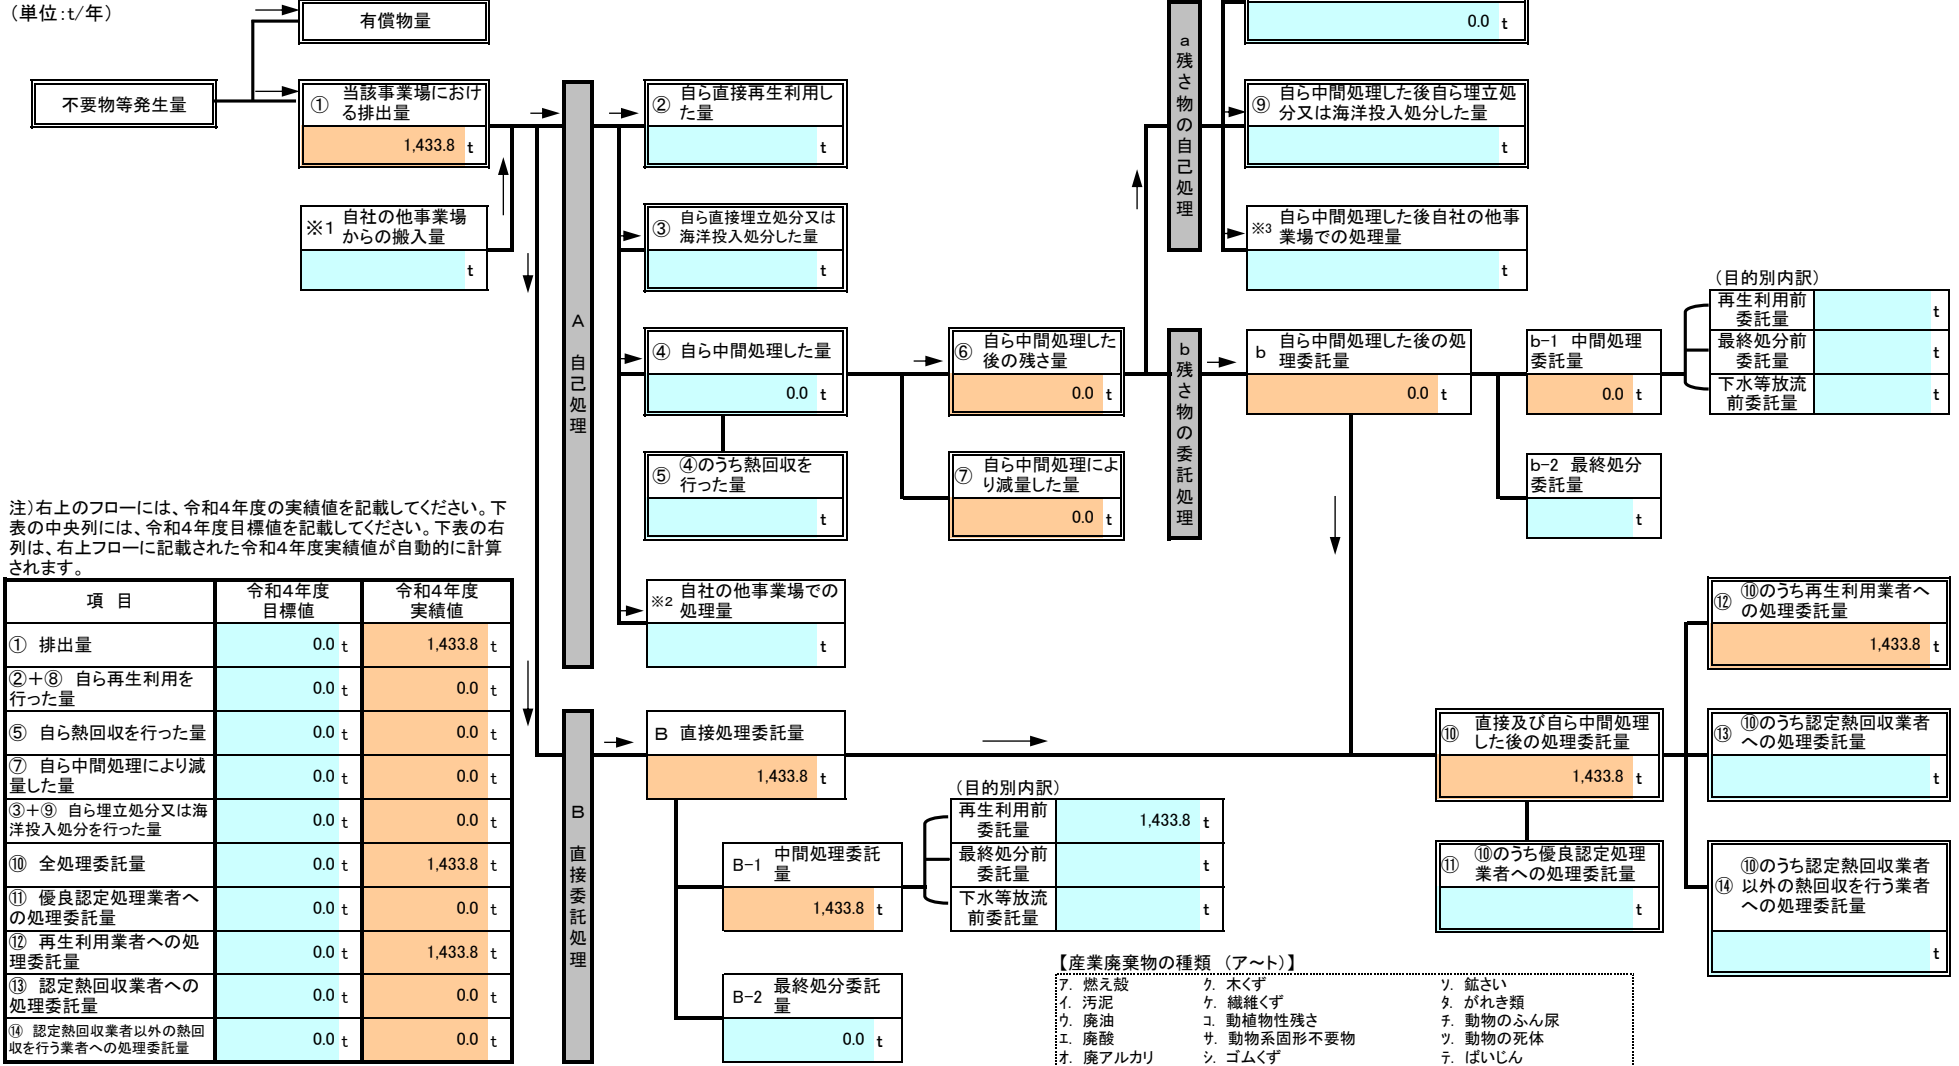 （単位：t/年）
有償物量
不要物等発生量
① 当該事業場におけ
る排出量
1,433.8 t
※1 自社の他事業場
からの搬入量
t
A 自己処理
② 自ら直接再生利用し
た量
t
③ 自ら直接埋立処分又は
海洋投入処分した量
t
④ 自ら中間処理した量
0.0 t
⑤ ④のうち熱回収を
行った量
t
※2 自社の他事業場での
処理量
t
⑥ 自ら中間処理した
後の残さ量
0.0 t
⑦ 自ら中間処理によ
り減量した量
0.0 t
a 残さ物の自己処理
0.0 t
⑨ 自ら中間処理した後自ら埋立処
分又は海洋投入処分した量
t
※3 自ら中間処理した後自社の他事
業場での処理量
t
b 残さ物の委託処理
b 自ら中間処理した後の処
理委託量
0.0 t
b-1 中間処理
委託量
0.0 t
b-2 最終処分
委託量
t
（目的別内訳）
再生利用前
委託量 t
最終処分前
委託量 t
下水等放流
前委託量 t
注）右上のフローには、令和4年度の実績値を記載してください。下
表の中央列には、令和4年度目標値を記載してください。下表の右
列は、右上フローに記載された令和4年度実績値が自動的に計算
されます。
項 目 令和4年度
目標値 令和4年度
実績値
① 排出量 0.0 t 1,433.8 t
②＋⑧ 自ら再生利用を
行った量 0.0 t 0.0 t
⑤ 自ら熱回収を行った量 0.0 t 0.0 t
⑦ 自ら中間処理により減
量した量 0.0 t 0.0 t
③＋⑨ 自ら埋立処分又は海
洋投入処分を行った量 0.0 t 0.0 t
⑩ 全処理委託量 0.0 t 1,433.8 t
⑪ 優良認定処理業者へ
の処理委託量 0.0 t 0.0 t
⑫ 再生利用業者への処
理委託量 0.0 t 1,433.8 t
⑬ 認定熱回収業者への
処理委託量 0.0 t 0.0 t
⑭ 認定熱回収業者以外の熱回
収を行う業者への処理委託量 0.0 t 0.0 t
B 直接委託処理
B 直接処理委託量
1,433.8 t
B-1 中間処理委託
量
1,433.8 t
B-2 最終処分委託
量
0.0 t
（目的別内訳）
再生利用前
委託量 1,433.8 t
最終処分前
委託量 t
下水等放流
前委託量 t
⑩ 直接及び自ら中間処理
した後の処理委託量
1,433.8 t
⑪ ⑩のうち優良認定処理
業者への処理委託量
t
⑫ ⑩のうち再生利用業者へ
の処理委託量
1,433.8 t
⑬ ⑩のうち認定熱回収業者
への処理委託量
t
⑭ ⑩のうち認定熱回収業者
以外の熱回収を行う業者
への処理委託量
t
【産業廃棄物の種類 （ア～ト）】
ア. 燃え殻 ク. 木くず ソ. 鉱さい
イ. 汚泥 ケ. 繊維くず タ. がれき類
ウ. 廃油 コ. 動植物性残さ チ. 動物のふん尿
エ. 廃酸 サ. 動物系固形不要物 ツ. 動物の死体
オ. 廃アルカリ シ. ゴムくず テ. ばいじん